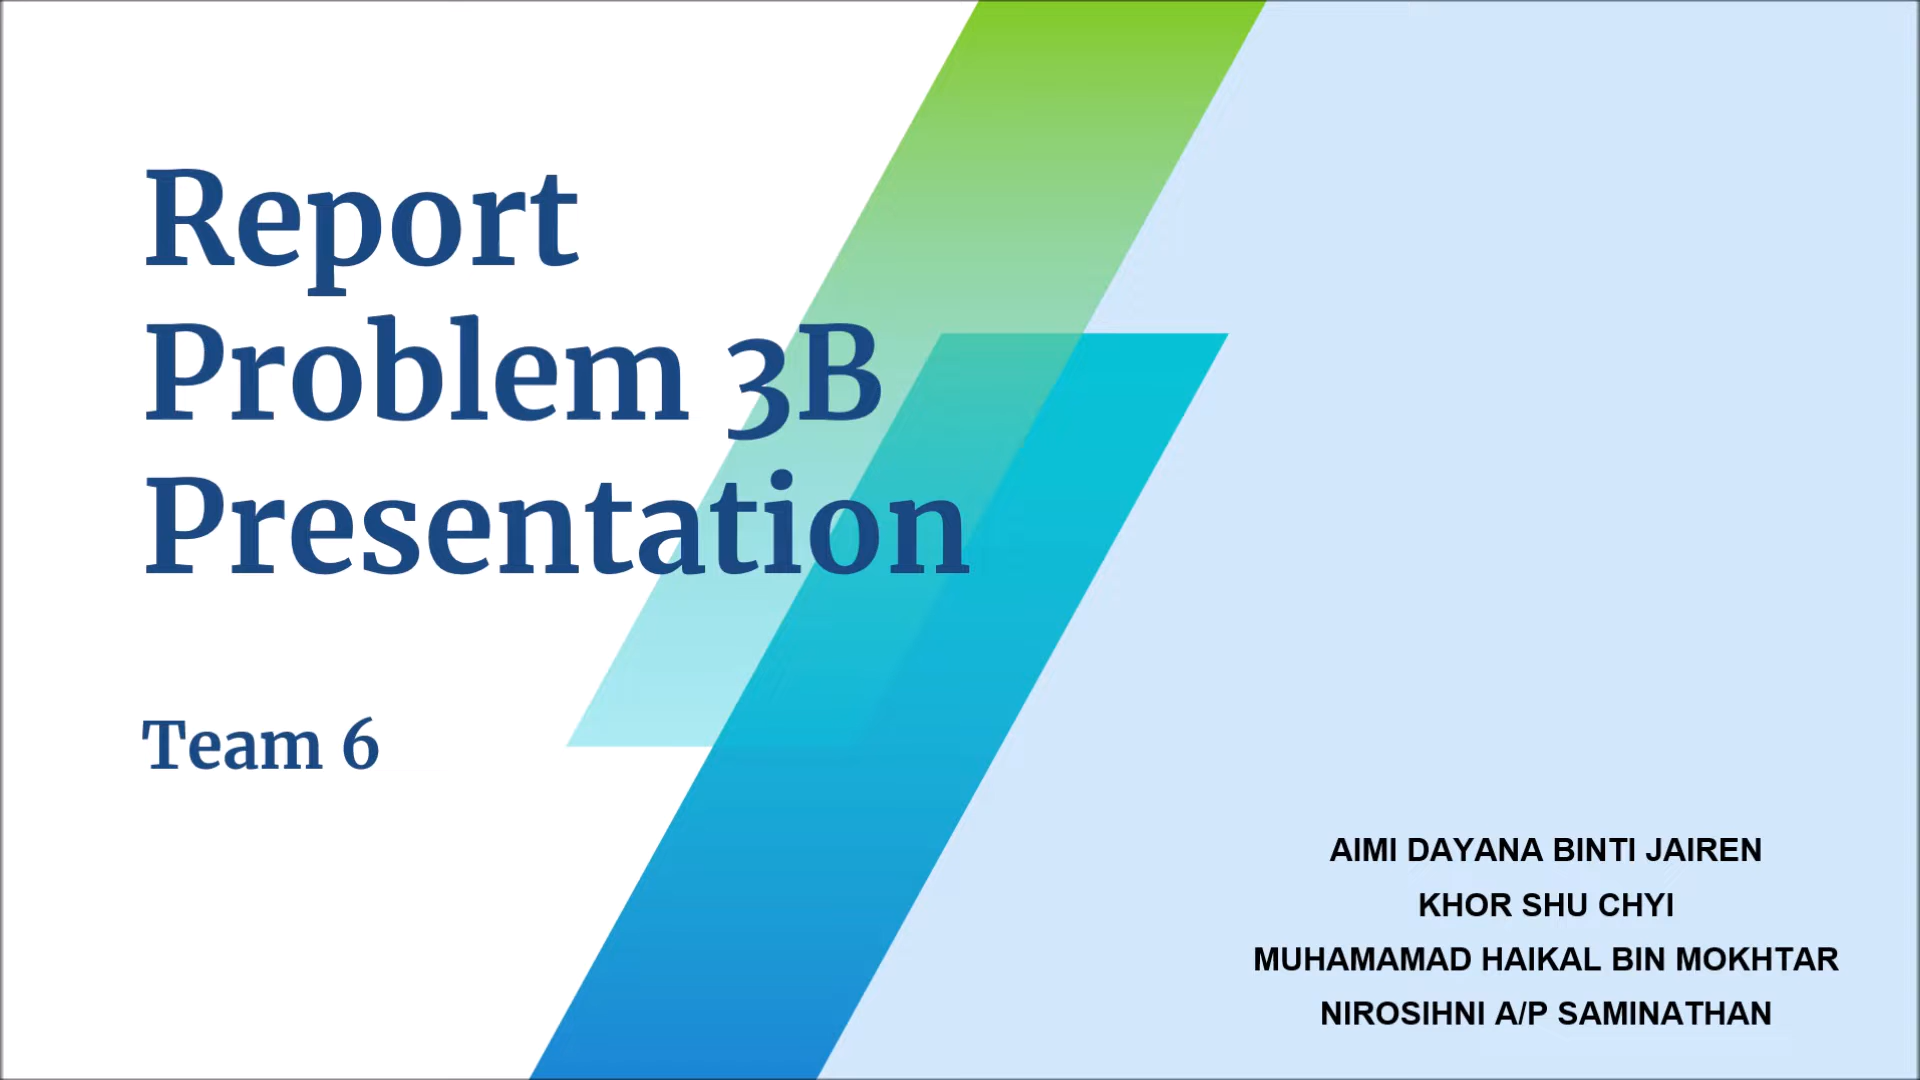 Report
Problem 3B
Presentation
Team 6
AIMI DAYANA BINTI JAIREN
KHOR SHU CHYI
MUHAMAMAD HAIKAL BIN MOKHTAR
NIROSIHNI A/P SAMINATHAN